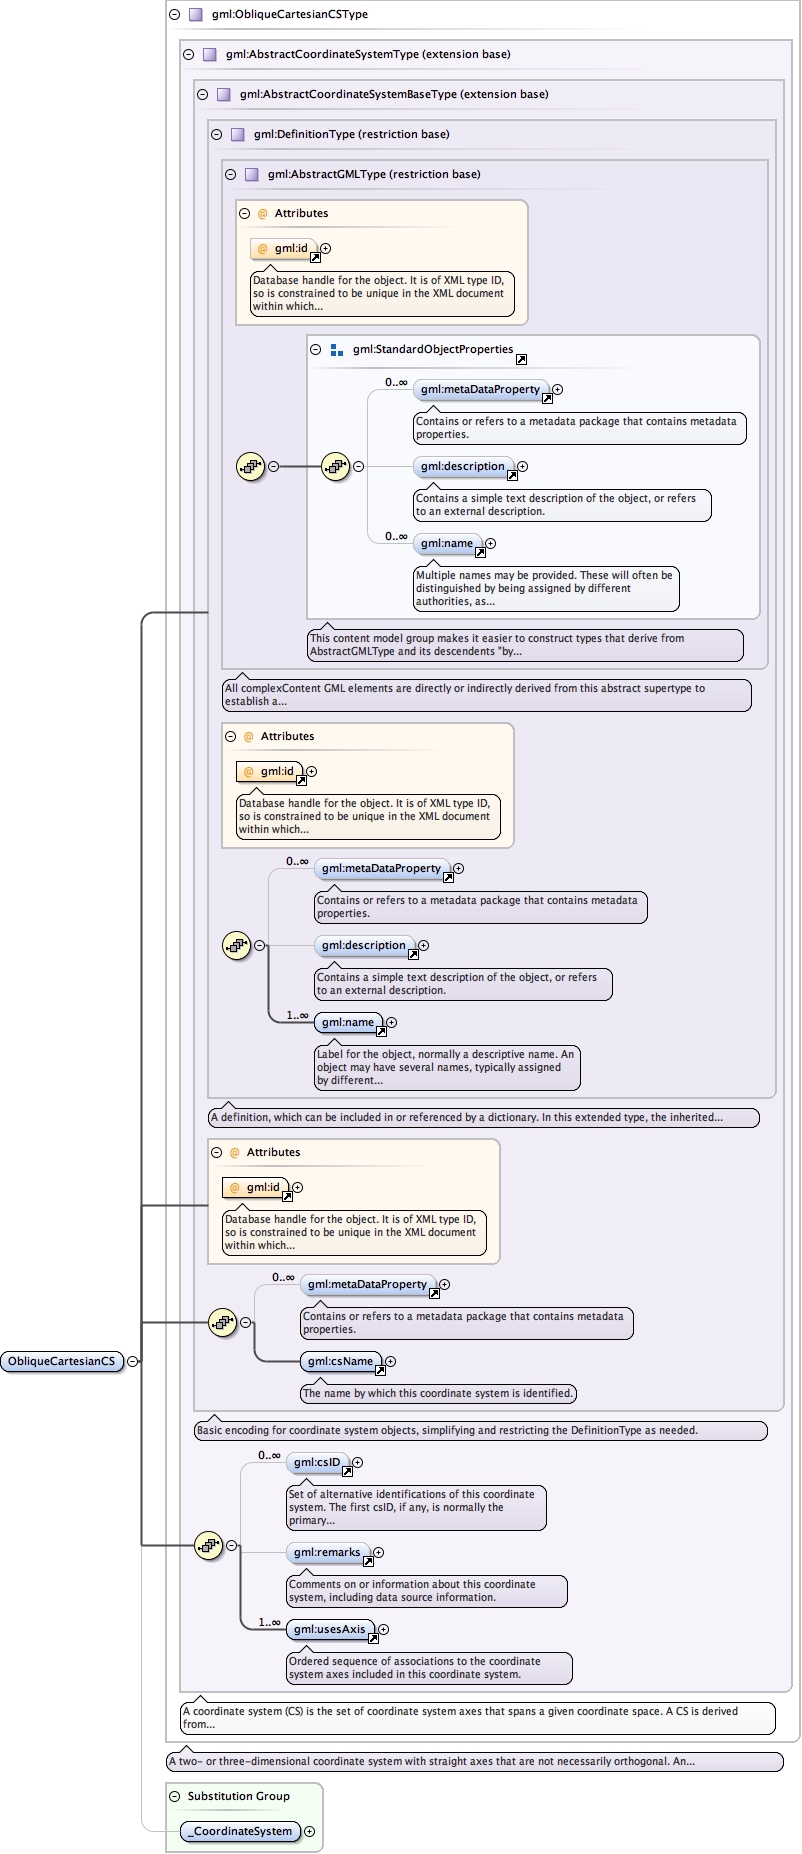 gml:ObliqueCartesianCSType
gml:AbstractCoordinateSystemType (extension base)
gml:AbstractCoordinateSystemBaseType (extension base)
gml:DefinitionType (restriction base)
gml:AbstractGMLType (restriction base)
@ Attributes
@ gml:id
Database handle for the object. It is of XML type ID,
so is constrained to be unique in the XML document
within which...
gml:StandardObjectProperties
0..∞
gml:metaDataProperty
Contains or refers to a metadata package that contains metadata
properties.
gml:description
Contains a simple text description of the object, or refers
to an external description.
0..∞
gml:name
Multiple names may be provided. These will often be
distinguished by being assigned by different
authorities, as...
This content model group makes it easier to construct types that derive from
AbstractGMLType and its descendents "by...
All complexContent GML elements are directly or indirectly derived from this abstract supertype to
establish a...
@ Attributes
@ gml:id
Database handle for the object. It is of XML type ID,
so is constrained to be unique in the XML document
within which...
0..∞
gml:metaDataProperty
Contains or refers to a metadata package that contains metadata
properties.
gml:description
Contains a simple text description of the object, or refers
to an external description.
1..∞
gml:name
Label for the object, normally a descriptive name. An
object may have several names, typically assigned
by different...
A definition, which can be included in or referenced by a dictionary. In this extended type, the inherited...
@ Attributes
@ gml:id
Database handle for the object. It is of XML type ID,
so is constrained to be unique in the XML document
within which...
0..∞
gml:metaDataProperty
Contains or refers to a metadata package that contains metadata
properties.
gml:csName
The name by which this coordinate system is identified.
ObliqueCartesianCS
Basic encoding for coordinate system objects, simplifying and restricting the DefinitionType as needed.
0..∞
gml:csID
Set of alternative identifications of this coordinate
system. The first csID, if any, is normally the
primary...
gml:remarks
Comments on or information about this coordinate
system, including data source information.
1..∞
gml:usesAxis
Ordered sequence of associations to the coordinate
system axes included in this coordinate system.
A coordinate system (CS) is the set of coordinate system axes that spans a given coordinate space. A CS is derived
from...
A two- or three-dimensional coordinate system with straight axes that are not necessarily orthogonal. An...
Substitution Group
_CoordinateSystem